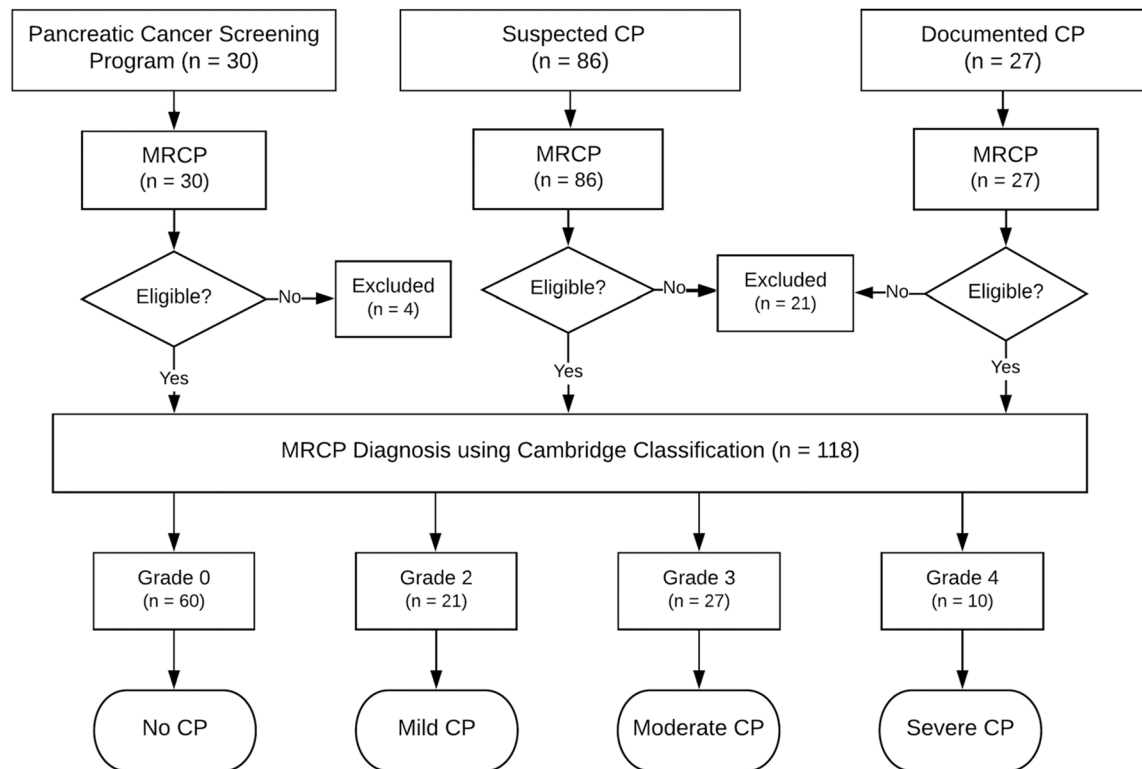 Pancreatic Cancer Screening
Program (n = 30)
Suspected CP
(n = 86)
Documented CP
(n = 27)
MRCP
(n = 30)
MRCP
(n = 86)
MRCP
(n = 27)
Eligible?
No
Excluded
(n = 4)
Eligible?
No
Excluded
(n = 21)
No
Eligible?
Yes
Yes
Yes
MRCP Diagnosis using Cambridge Classification (n = 118)
Grade 0
(n = 60)
Grade 2
(n = 21)
Grade 3
(n = 27)
Grade 4
(n = 10)
No CP
Mild CP
Moderate CP
Severe CP